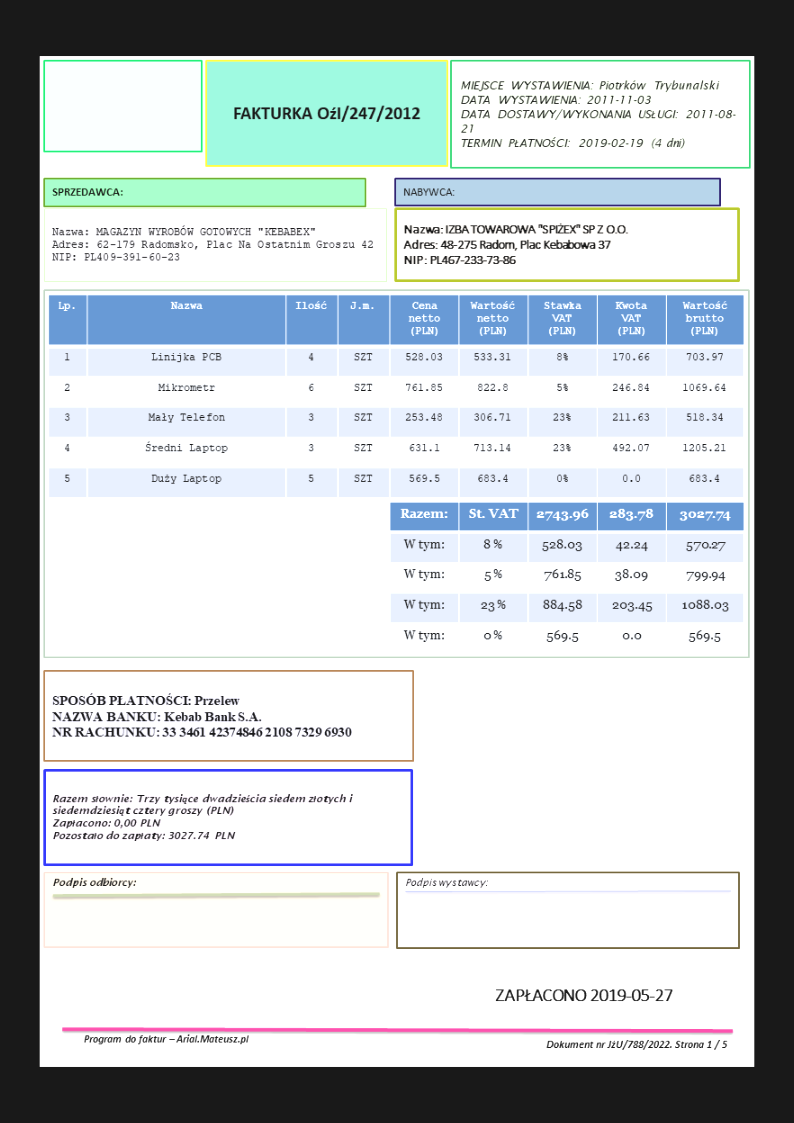 FAKTURKA OźI/247/2012
MIEJSCE WYSTAWIENIA: Piotrków Trybunalski
DATA WYSTAWIENIA: 2011-11-03
DATA DOSTAWY/WYKONANIA USŁUGI: 2011-08-
21
TERMIN PŁATNOŚCI: 2019-02-19 (4 dni)
SPRZEDAWCA:
NABYWCA:
Nazwa: MAGAZYN WYROBÓW GOTOWYCH "KEBABEX"
Adres: 62-179 Radomsko, Plac Na Ostatnim Groszu 42
NIP: PL409-391-60-23
Nazwa: IZBA TOWAROWA "SPIŻEX" SP Z O.O.
Adres: 48-275 Radom, Plac Kebabowa 37
NIP: PL467-233-73-86
Lp. Nazwa Ilość J.m. Cena netto (PLN) Wartość netto (PLN) Stawka VAT (PLN) Kwota VAT (PLN) Wartość brutto (PLN)
1 Linijka PCB 4 SZT 528.03 533.31 8% 170.66 703.97
2 Mikrometr 6 SZT 761.85 822.8 5% 246.84 1069.64
3 Mały Telefon 3 SZT 253.48 306.71 23% 211.63 518.34
4 Średni Laptop 3 SZT 631.1 713.14 23% 492.07 1205.21
5 Duży Laptop 5 SZT 569.5 683.4 0% 0.0 683.4
Razem: St. VAT 2743.96 283.78 3027.74
W tym: 8 % 528.03 42.24 570.27
W tym: 5 % 761.85 38.09 799.94
W tym: 23 % 884.58 203.45 1088.03
W tym: 0 % 569.5 0.0 569.5
SPOSÓB PŁATNOŚCI: Przelew
NAZWA BANKU: Kebab Bank S.A.
NR RACHUNKU: 33 3461 42374846 2108 7329 6930
Razem słownie: Trzy tysiące dwadzieścia siedem złotych i
siedemdziesiąt cztery groszy (PLN)
Zapłacono: 0,00 PLN
Pozostało do zapłaty: 3027.74 PLN
Podpis odbiorcy:
Podpis wystawcy:
ZAPŁACONO 2019-05-27
Program do faktur – Arial.Mateusz.pl
Dokument nr JżU/788/2022. Strona 1 / 5